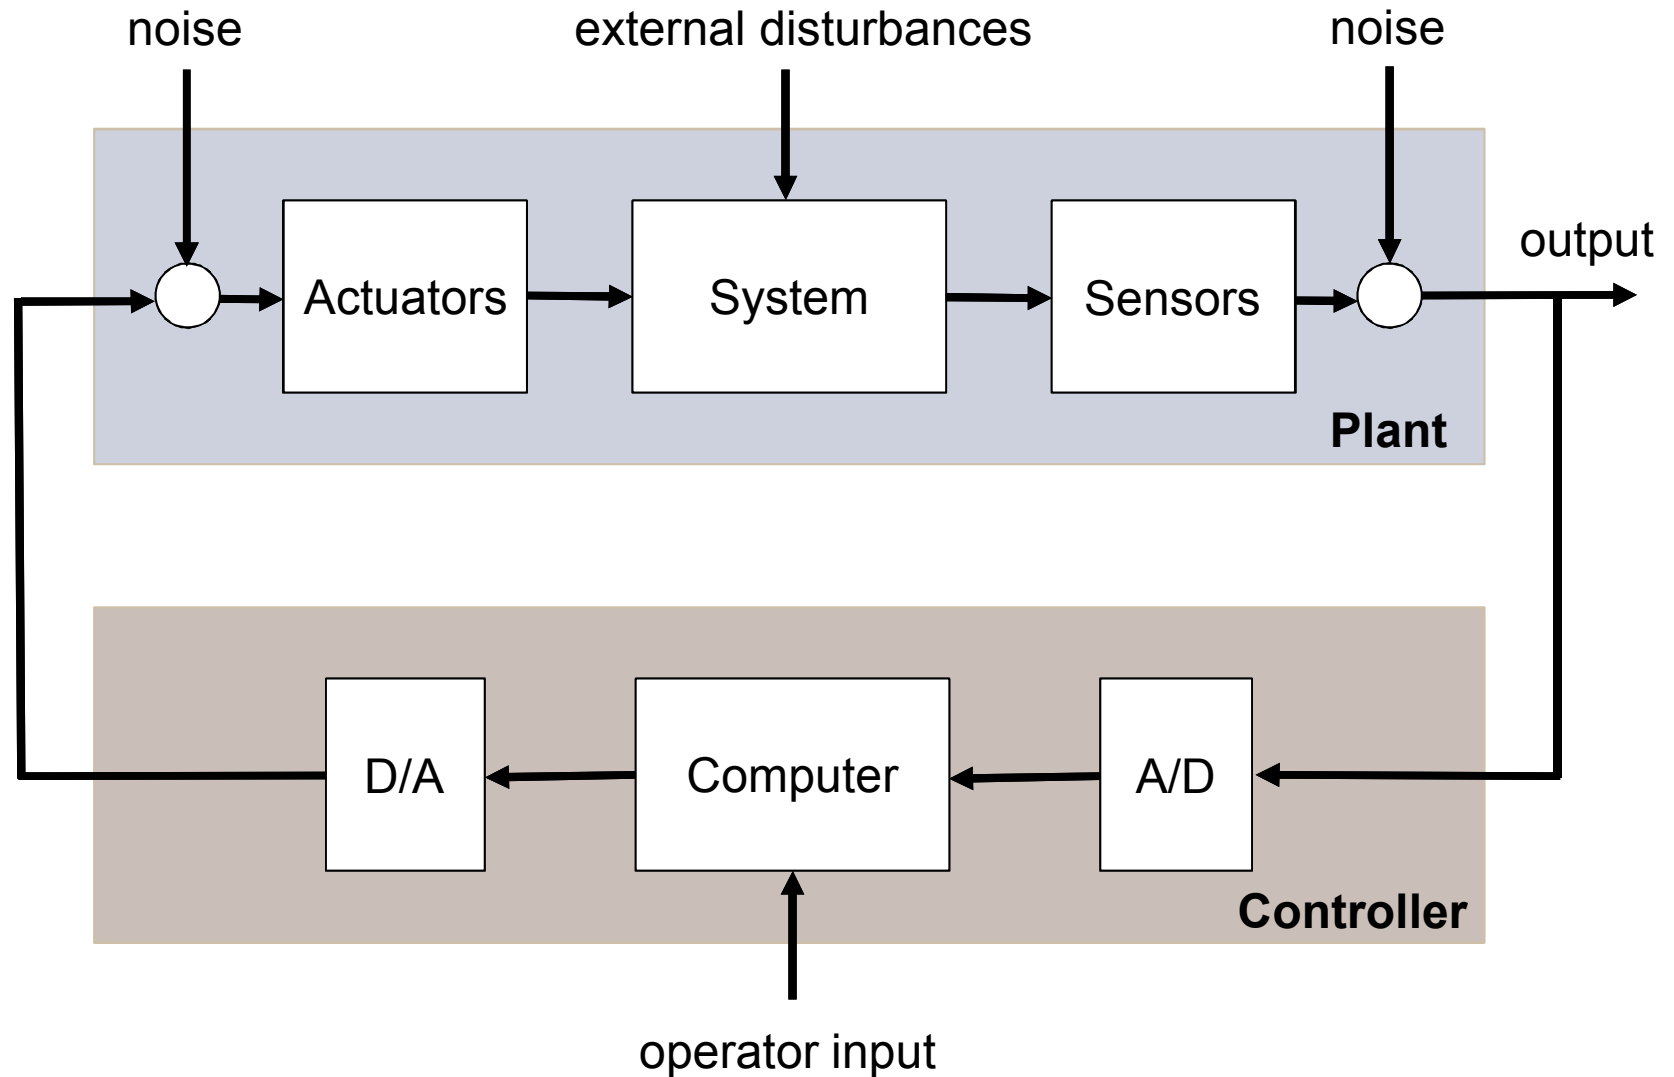 noise
external disturbances
noise
output
Actuators
System
Sensors
Plant
D/A
Computer
A/D
Controller
operator input